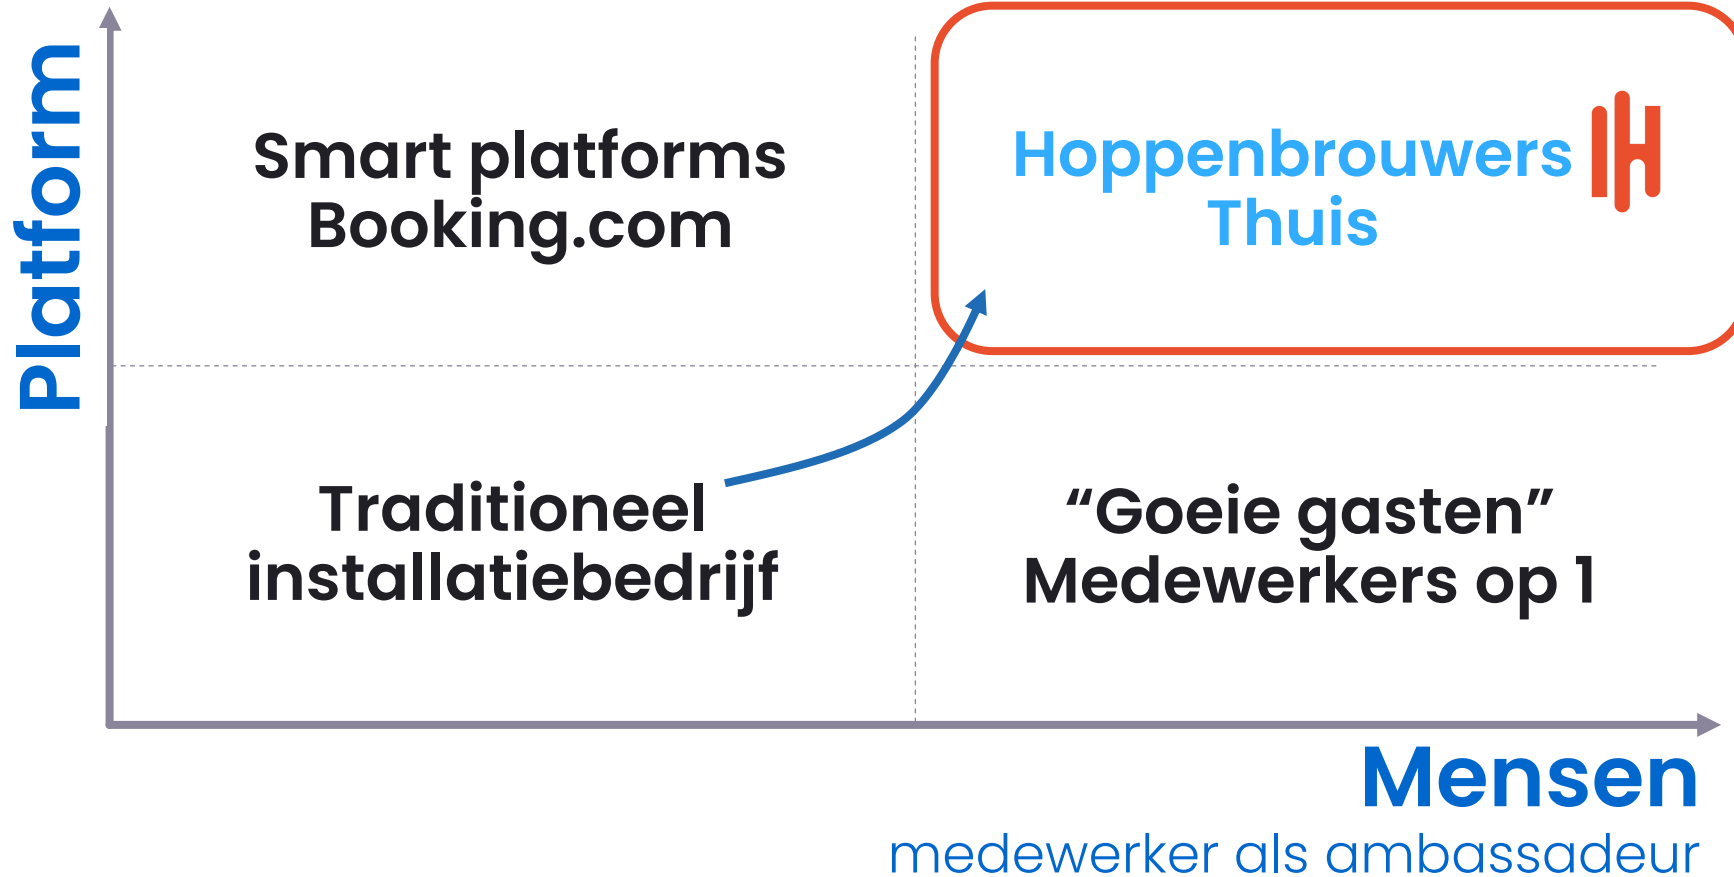 Platform
Smart platforms
Booking.com
Hoppenbrouwers
Thuis
Traditioneel
installatiebedrijf
“Goeie gasten”
Medewerkers op 1
Mensen
medewerker als ambassadeur